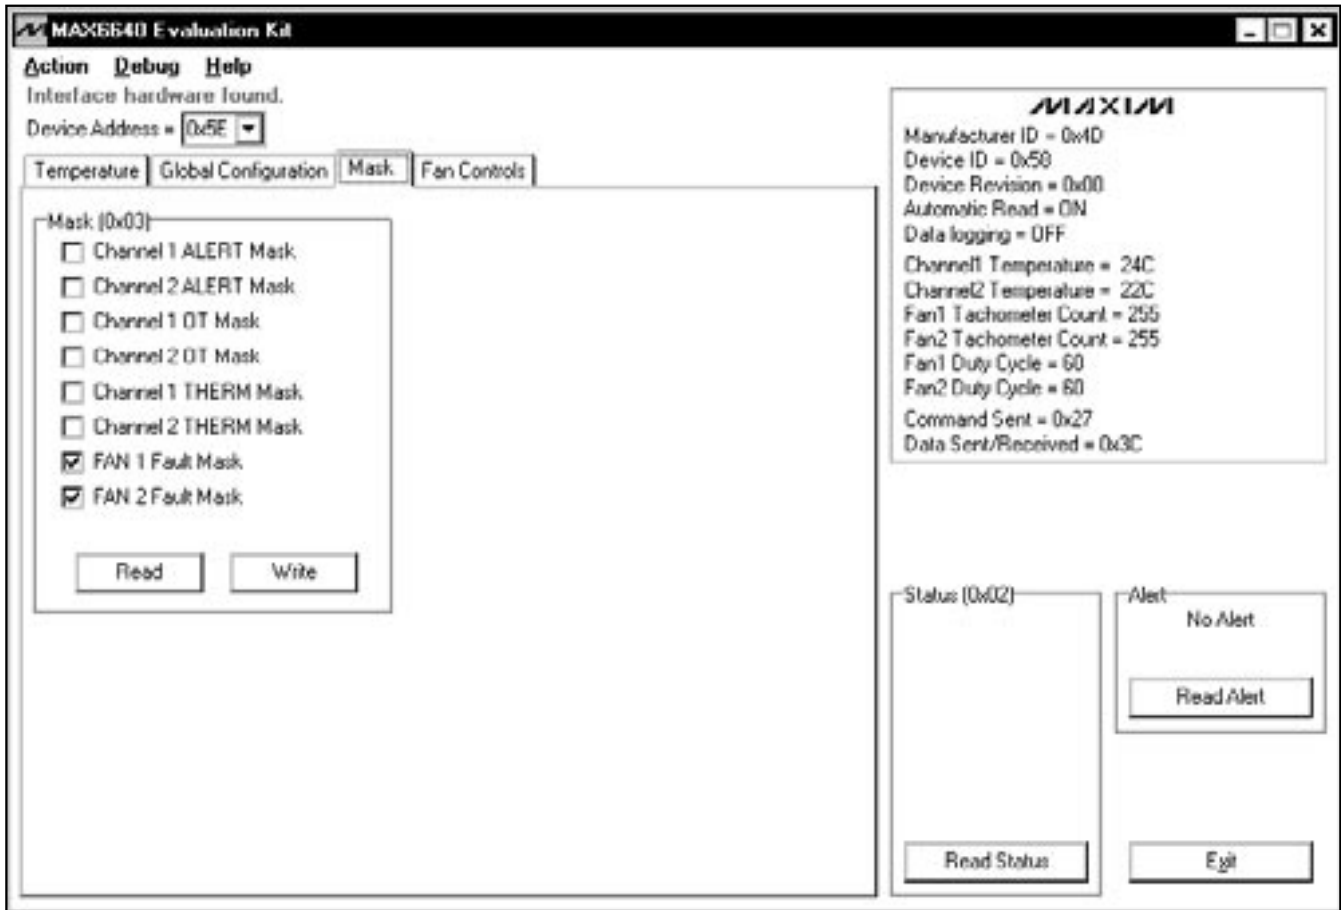 MAX6640 Evaluation Kit
Action Debug Help
Interface hardware found.
Device Address = 0x5E
Temperature Global Configuration Mask Fan Controls
Mask (0x03)
Channel 1 ALERT Mask
Channel 2 ALERT Mask
Channel 1 OT Mask
Channel 2 OT Mask
Channel 1 THERM Mask
Channel 2 THERM Mask
FAN 1 Fault Mask
FAN 2 Fault Mask
Read Write
MAXIM
Manufacturer ID = 0x4D
Device ID = 0x58
Device Revision = 0x00
Automatic Read = ON
Data logging = OFF
Channel1 Temperature = 24C
Channel2 Temperature = 22C
Fan1 Tachometer Count = 255
Fan2 Tachometer Count = 255
Fan1 Duty Cycle = 60
Fan2 Duty Cycle = 60
Command Sent = 0x27
Data Sent/Received = 0x3C
Status (0x02)
Read Status
Alert
No Alert
Read Alert
Exit